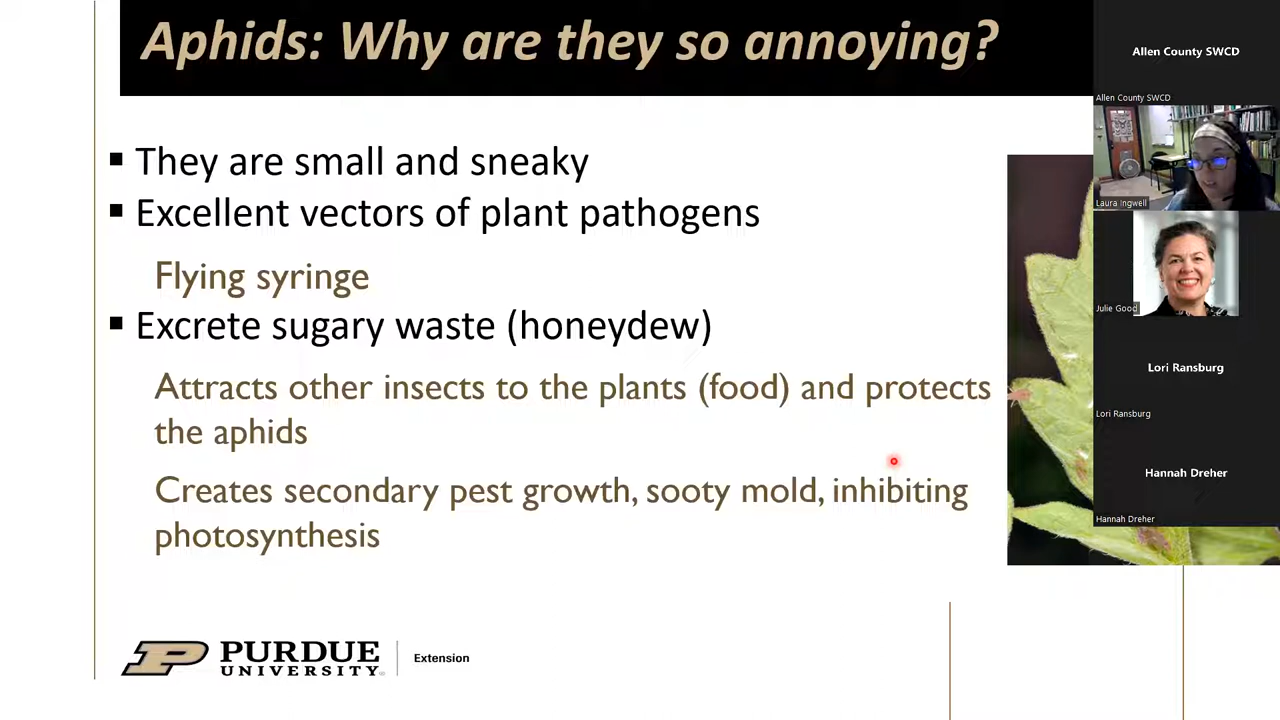 Aphids: Why are they so annoying?
▪ They are small and sneaky
▪ Excellent vectors of plant pathogens
Flying syringe
▪ Excrete sugary waste (honeydew)
Attracts other insects to the plants (food) and protects
the aphids
Creates secondary pest growth, sooty mold, inhibiting
photosynthesis
PURDUE
UNIVERSITY
Extension
Allen County SWCD
Allen County SWCD
Laura Ingwell
Julie Good
Lori Ransburg
Lori Ransburg
Hannah Dreher
Hannah Dreher